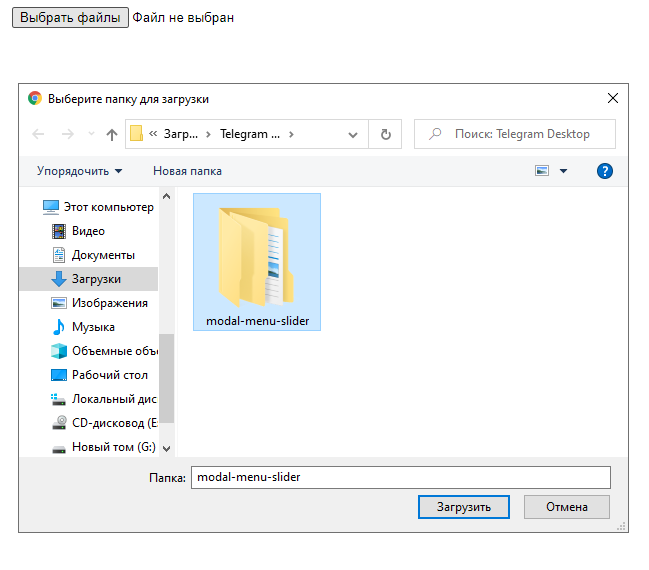 Выбрать файлы Файл не выбран
Выберите папку для загрузки
« Загр... › Telegram ... ›
Поиск: Telegram Desktop
Упорядочить
Новая папка
Этот компьютер
Видео
Документы
Загрузки
Изображения
Музыка
Объемные объ
Рабочий стол
Локальный дис
CD-дисковод (E
Новый том (G:)
modal-menu-slider
Папка: modal-menu-slider
Загрузить
Отмена